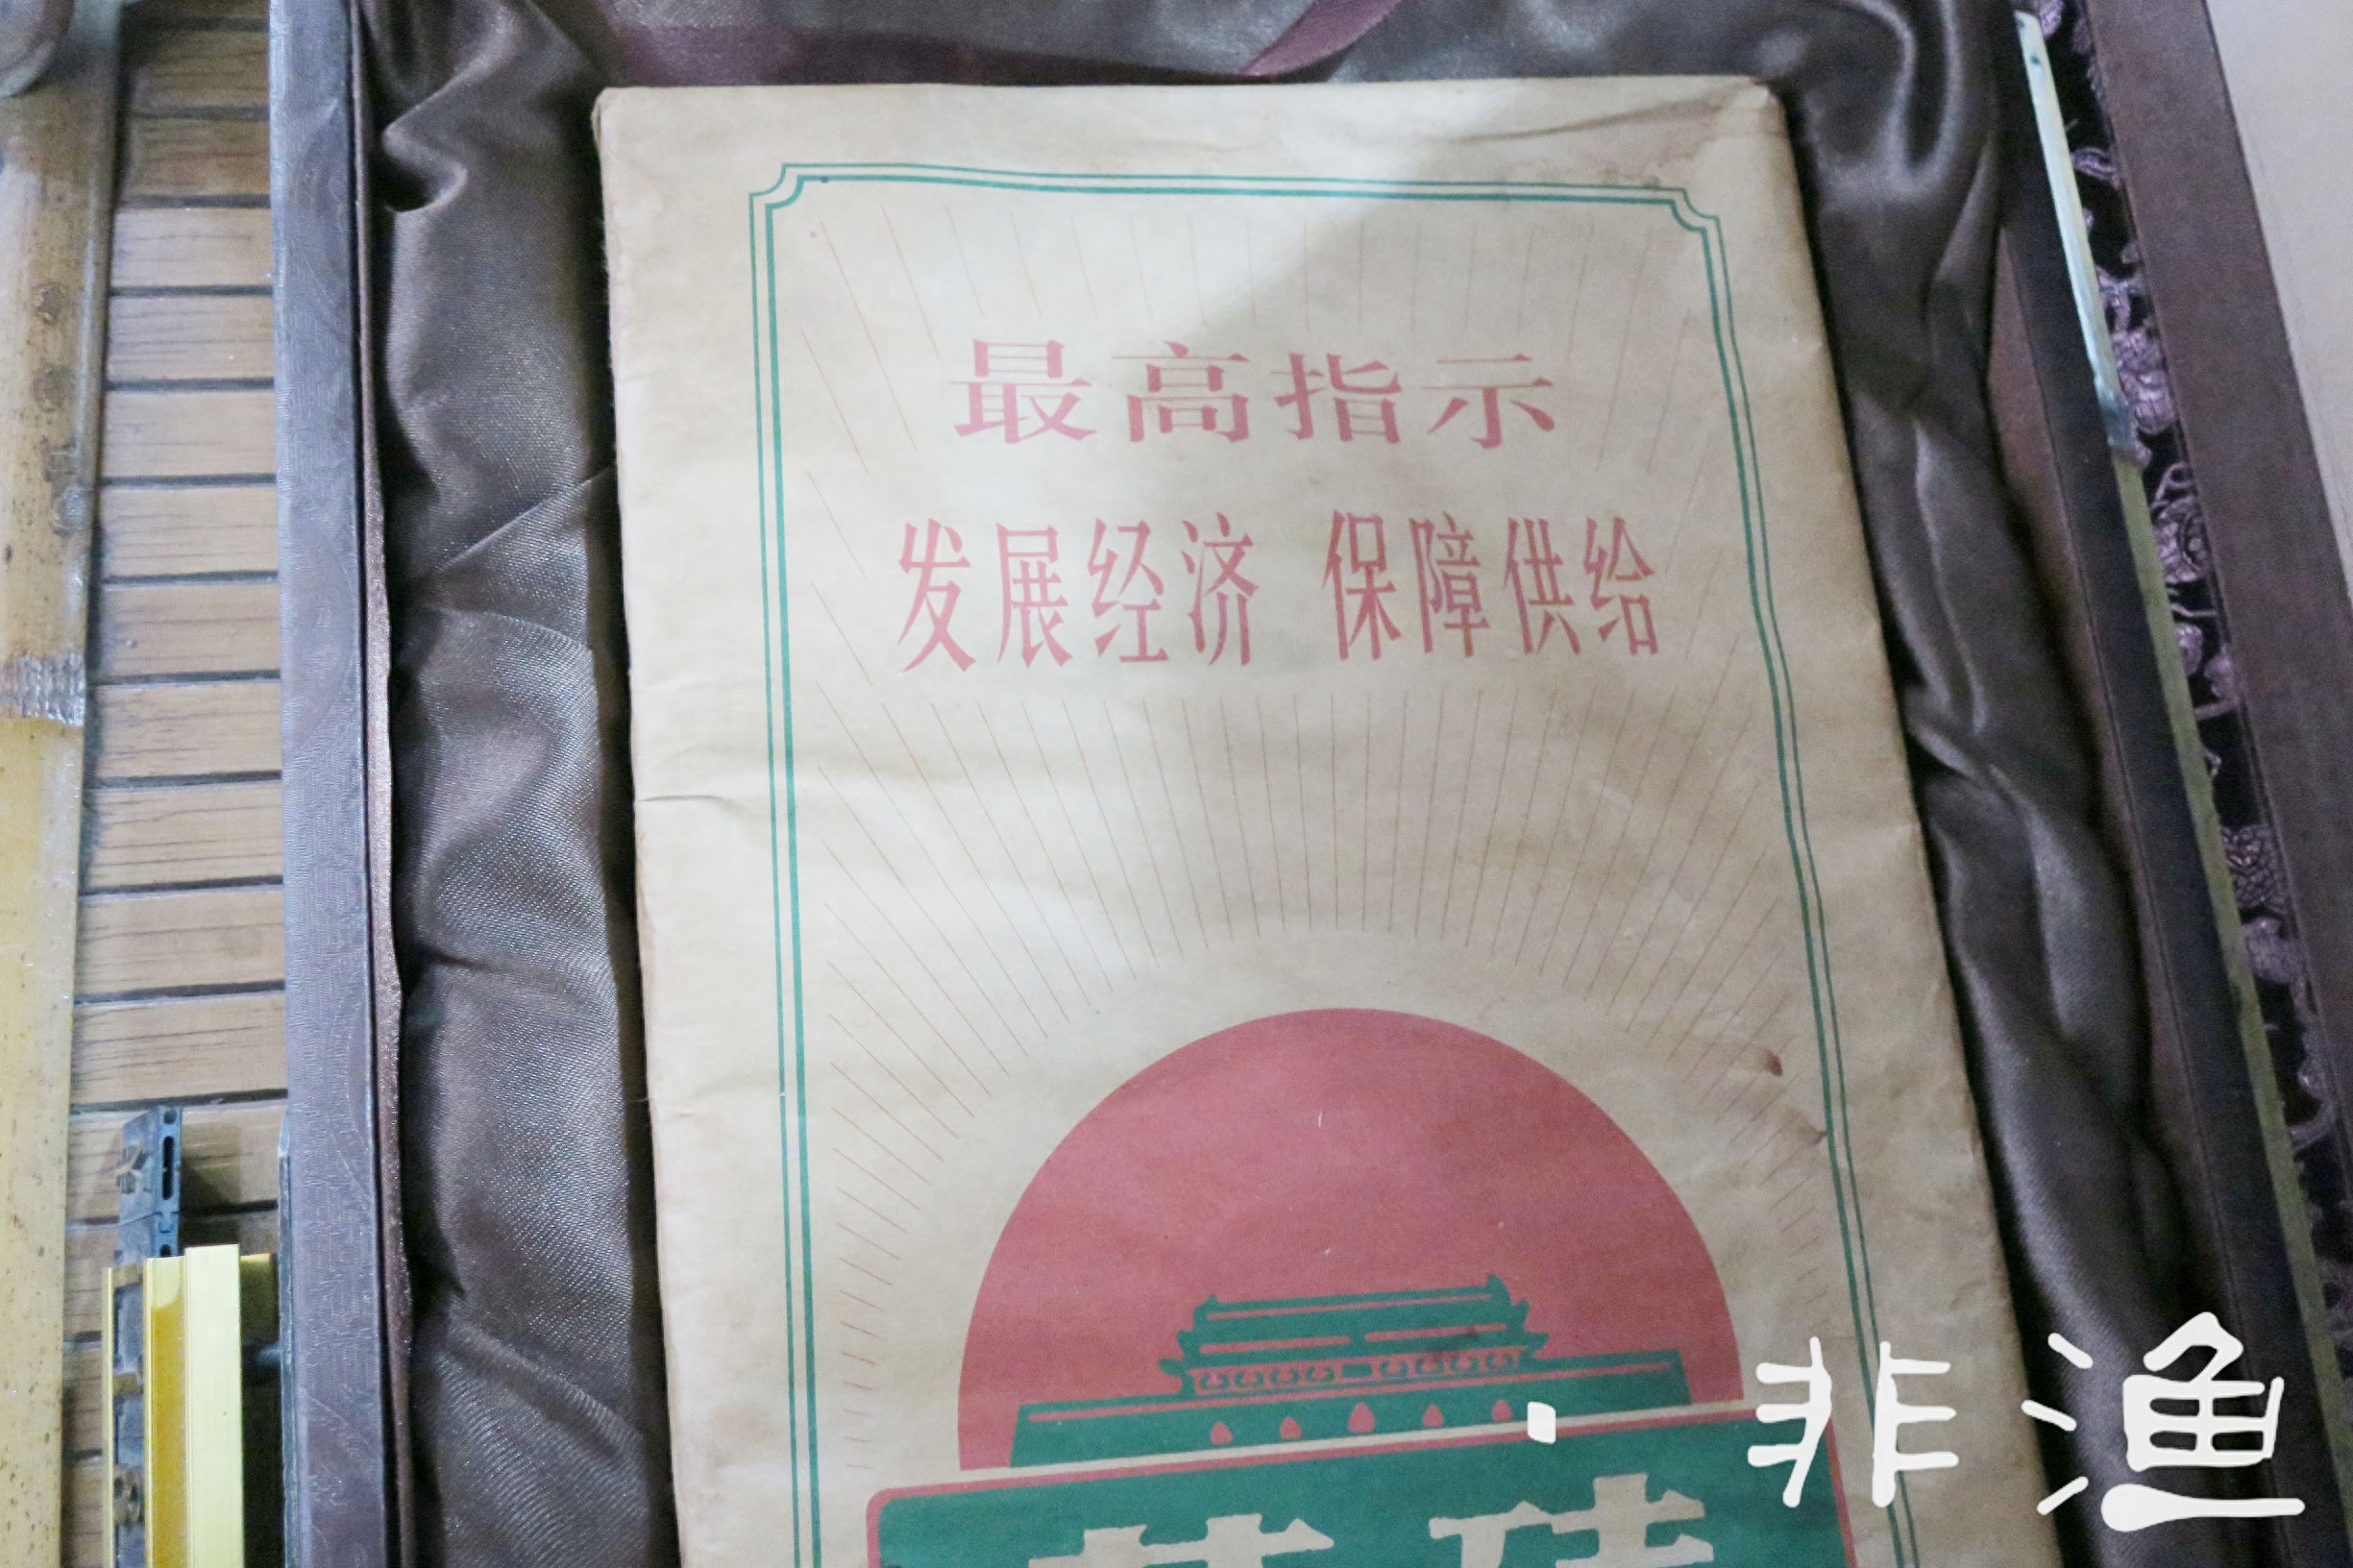 最高指示
发展经济 保障供给
非渔